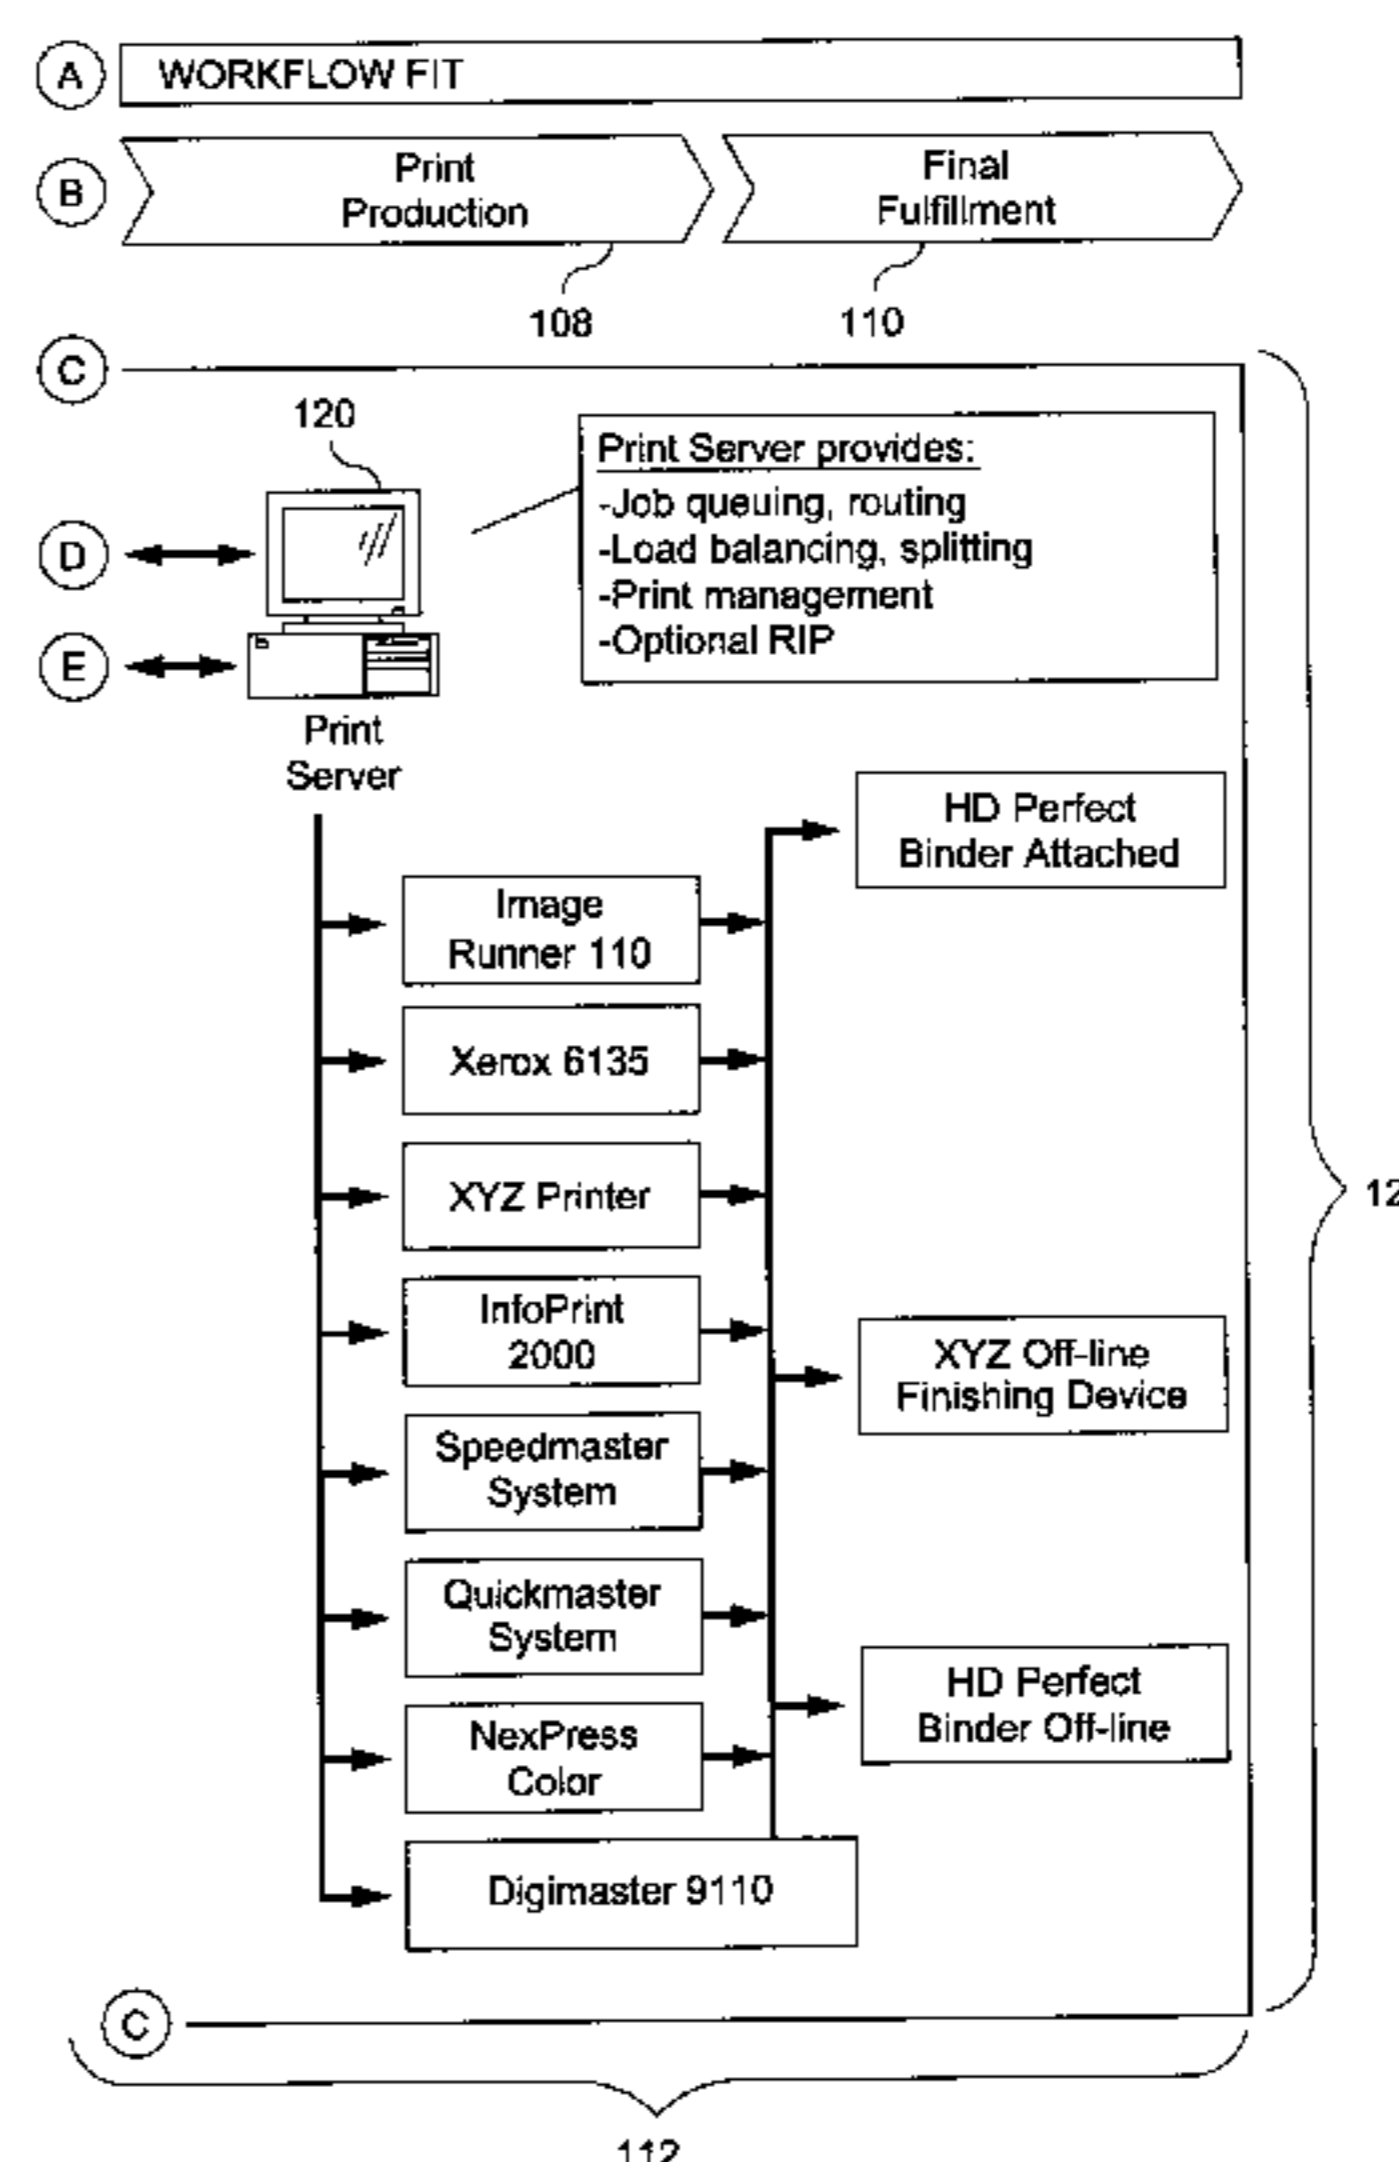 A
WORKFLOW FIT
B
Print
Production
Final
Fulfillment
108
110
C
120
Print Server provides:
-Job queuing, routing
-Load balancing, splitting
-Print management
-Optional RIP
D
E
Print
Server
HD Perfect
Binder Attached
Image
Runner 110
Xerox 6135
XYZ Printer
12
InfoPrint
2000
XYZ Off-line
Finishing Device
Speedmaster
System
Quickmaster
System
HD Perfect
Binder Off-line
NexPress
Color
Digimaster 9110
C
112